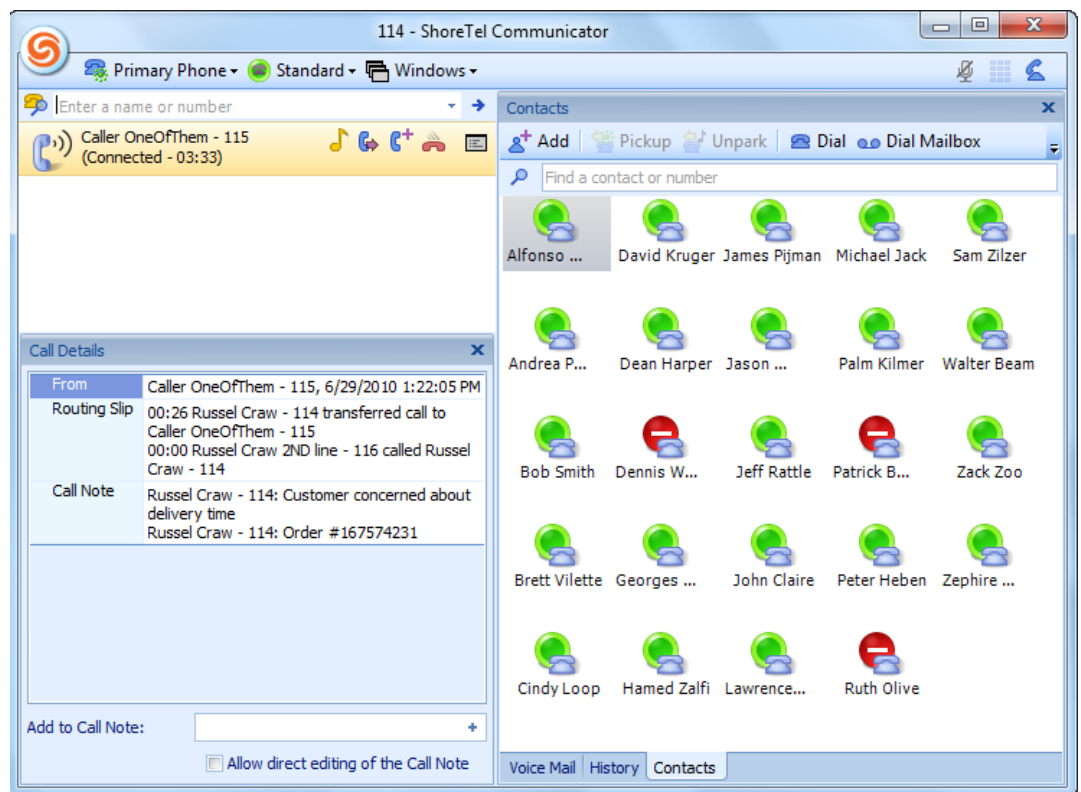 114 - ShoreTel Communicator
Primary Phone Standard Windows
Enter a name or number
Caller OneOfThem - 115
(Connected - 03:33)
Call Details
From Caller OneOfThem - 115, 6/29/2010 1:22:05 PM
Routing Slip 00:26 Russel Craw - 114 transferred call to
Caller OneOfThem - 115
00:00 Russel Craw 2ND line - 116 called Russel
Craw - 114
Call Note Russel Craw - 114: Customer concerned about
delivery time
Russel Craw - 114: Order #167574231
Add to Call Note:
Allow direct editing of the Call Note
Contacts
Add Pickup Unpark Dial Dial Mailbox
Find a contact or number
Alfonso ... David Kruger James Pijman Michael Jack Sam Zilzer
Andrea P... Dean Harper Jason ... Palm Kilmer Walter Beam
Bob Smith Dennis W... Jeff Rattle Patrick B... Zack Zoo
Brett Vilette Georges ... John Claire Peter Heben Zephire ...
Cindy Loop Hamed Zalfi Lawrence... Ruth Olive
Voice Mail History Contacts